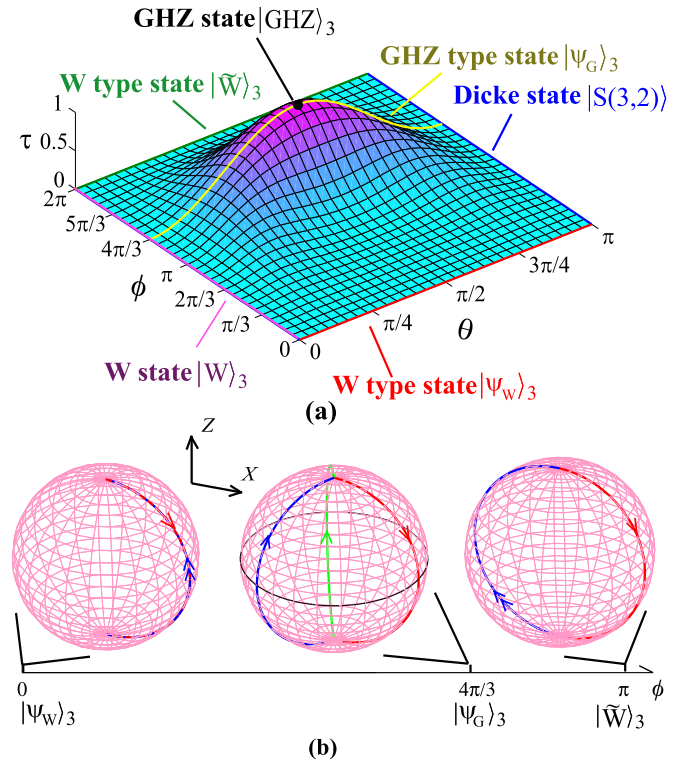 GHZ state |GHZ⟩₃
W type state |W̃⟩₃
GHZ type state |ψ_G⟩₃
Dicke state |S(3,2)⟩
1
τ 0.5
0
2π
5π/3
4π/3
π
ϕ 2π/3
π/3
0
0
π/4
π/2
3π/4
π
θ
W state |W⟩₃
W type state |ψ_W⟩₃
(a)
Z
X
0 4π/3 π ϕ
|ψ_W⟩₃ |ψ_G⟩₃ |W̃⟩₃
(b)